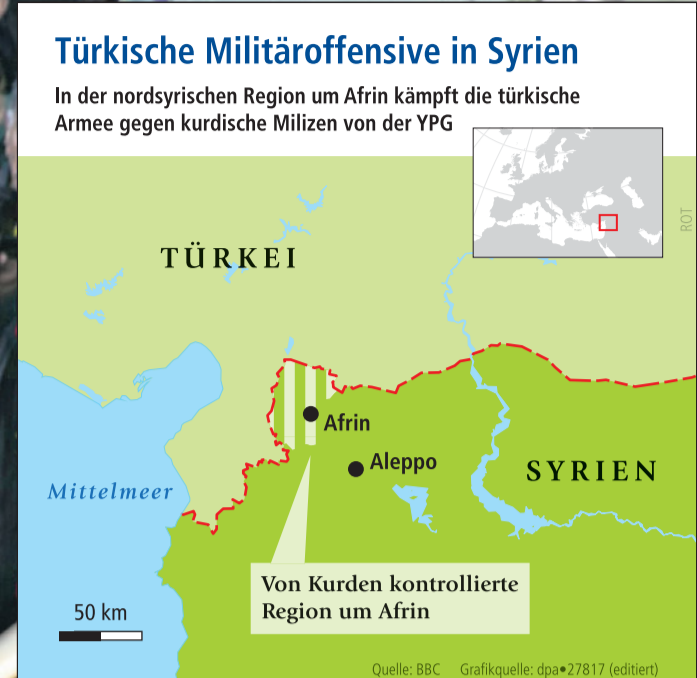 Türkische Militäroffensive in Syrien
In der nordsyrischen Region um Afrin kämpft die türkische
Armee gegen kurdische Milizen von der YPG
ROT
TÜRKEI
Afrin
Aleppo
SYRIEN
Mittelmeer
Von Kurden kontrollierte
Region um Afrin
50 km
Quelle: BBC Grafikquelle: dpa•27817 (editiert)